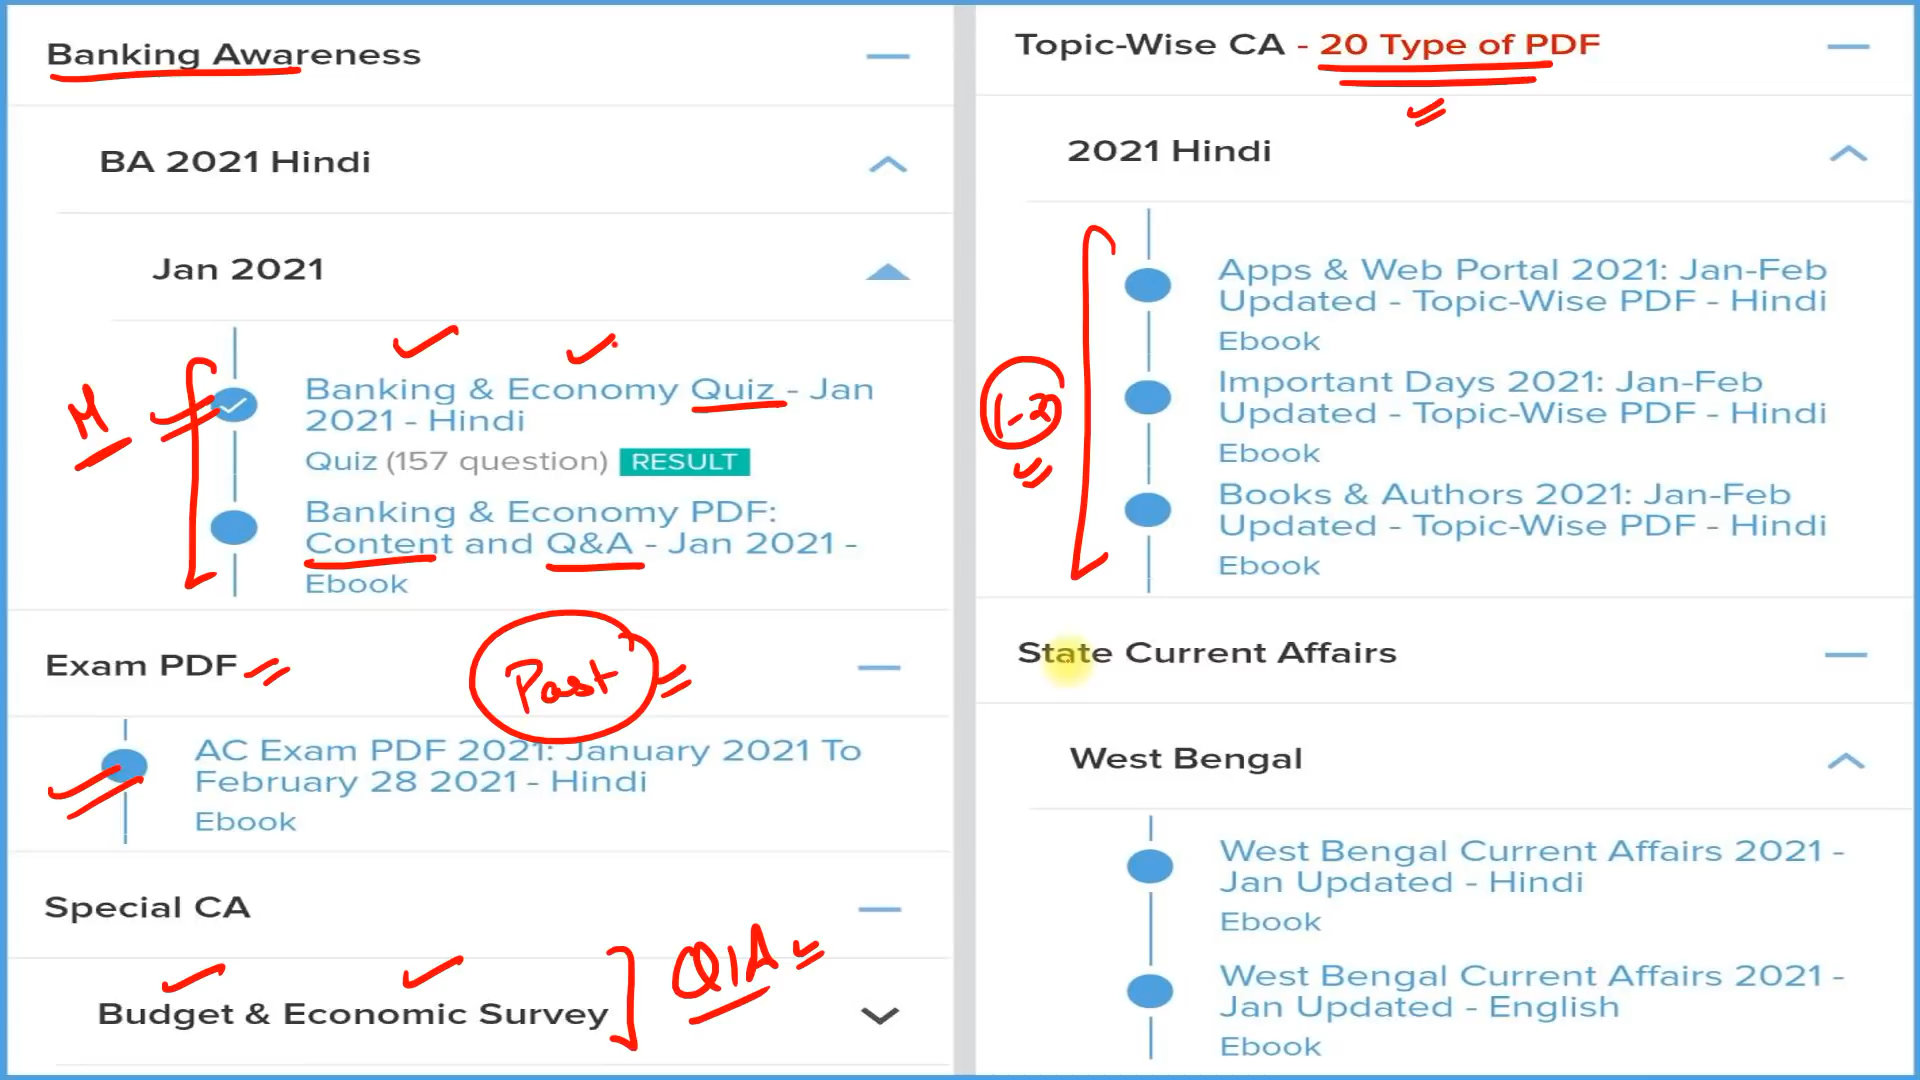 Banking Awareness
BA 2021 Hindi
Jan 2021
M
Banking & Economy Quiz - Jan
2021 - Hindi
Quiz (157 question) RESULT
Banking & Economy PDF:
Content and Q&A - Jan 2021 -
Ebook
Exam PDF
Past
AC Exam PDF 2021: January 2021 To
February 28 2021 - Hindi
Ebook
Special CA
Budget & Economic Survey
Topic-Wise CA - 20 Type of PDF
2021 Hindi
Apps & Web Portal 2021: Jan-Feb
Updated - Topic-Wise PDF - Hindi
Ebook
Important Days 2021: Jan-Feb
Updated - Topic-Wise PDF - Hindi
Ebook
Books & Authors 2021: Jan-Feb
Updated - Topic-Wise PDF - Hindi
Ebook
State Current Affairs
West Bengal
West Bengal Current Affairs 2021 -
Jan Updated - Hindi
Ebook
West Bengal Current Affairs 2021 -
Jan Updated - English
Ebook